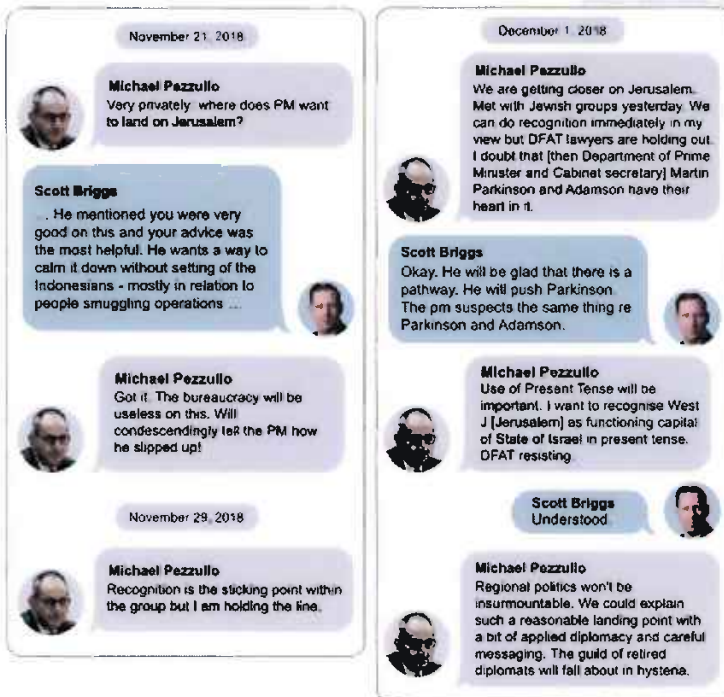 November 21, 2018
Michael Pezzullo
Very privately: where does PM want
to land on Jerusalem?
Scott Briggs
... He mentioned you were very
good on this and your advice was
the most helpful. He wants a way to
calm it down without setting of the
Indonesians - mostly in relation to
people smuggling operations ...
Michael Pezzullo
Got it. The bureaucracy will be
useless on this. Will
condescendingly tell the PM how
he slipped up!
November 29, 2018
Michael Pezzullo
Recognition is the sticking point within
the group but I am holding the line.
December 1, 2018
Michael Pezzullo
We are getting closer on Jerusalem.
Met with Jewish groups yesterday. We
can do recognition immediately in my
view but DFAT lawyers are holding out.
I doubt that [then Department of Prime
Minister and Cabinet secretary] Martin
Parkinson and Adamson have their
heart in it.
Scott Briggs
Okay. He will be glad that there is a
pathway. He will push Parkinson.
The pm suspects the same thing re
Parkinson and Adamson.
Michael Pezzullo
Use of Present Tense will be
important. I want to recognise West
J [Jerusalem] as functioning capital
of State of Israel in present tense.
DFAT resisting.
Scott Briggs
Understood.
Michael Pezzullo
Regional politics won't be
insurmountable. We could explain
such a reasonable landing point with
a bit of applied diplomacy and careful
messaging. The guild of retired
diplomats will fall about in hysteria.